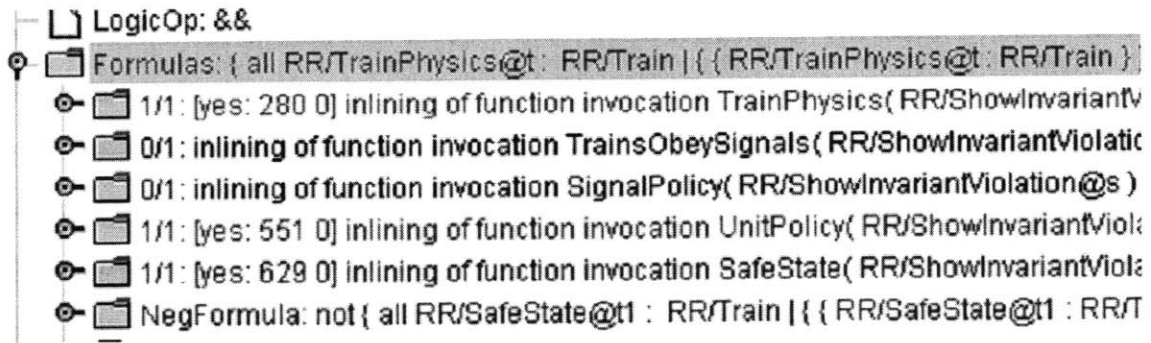 LogicOp: &&
Formulas: { all RR/TrainPhysics@t : RR/Train | { { RR/TrainPhysics@t : RR/Train }
1/1: [yes: 280 0] inlining of function invocation TrainPhysics( RR/ShowInvariantV
0/1: inlining of function invocation TrainsObeySignals( RR/ShowInvariantViolatic
0/1: inlining of function invocation SignalPolicy( RR/ShowInvariantViolation@s )
1/1: [yes: 551 0] inlining of function invocation UnitPolicy( RR/ShowInvariantViola
1/1: [yes: 629 0] inlining of function invocation SafeState( RR/ShowInvariantViola
NegFormula: not { all RR/SafeState@t1 : RR/Train | { { RR/SafeState@t1 : RR/T